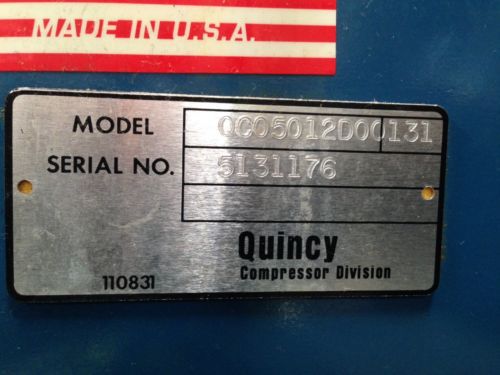 MADE IN U.S.A.
MODEL QC05012D00131
SERIAL NO. 5131176
Quincy
Compressor Division
110831